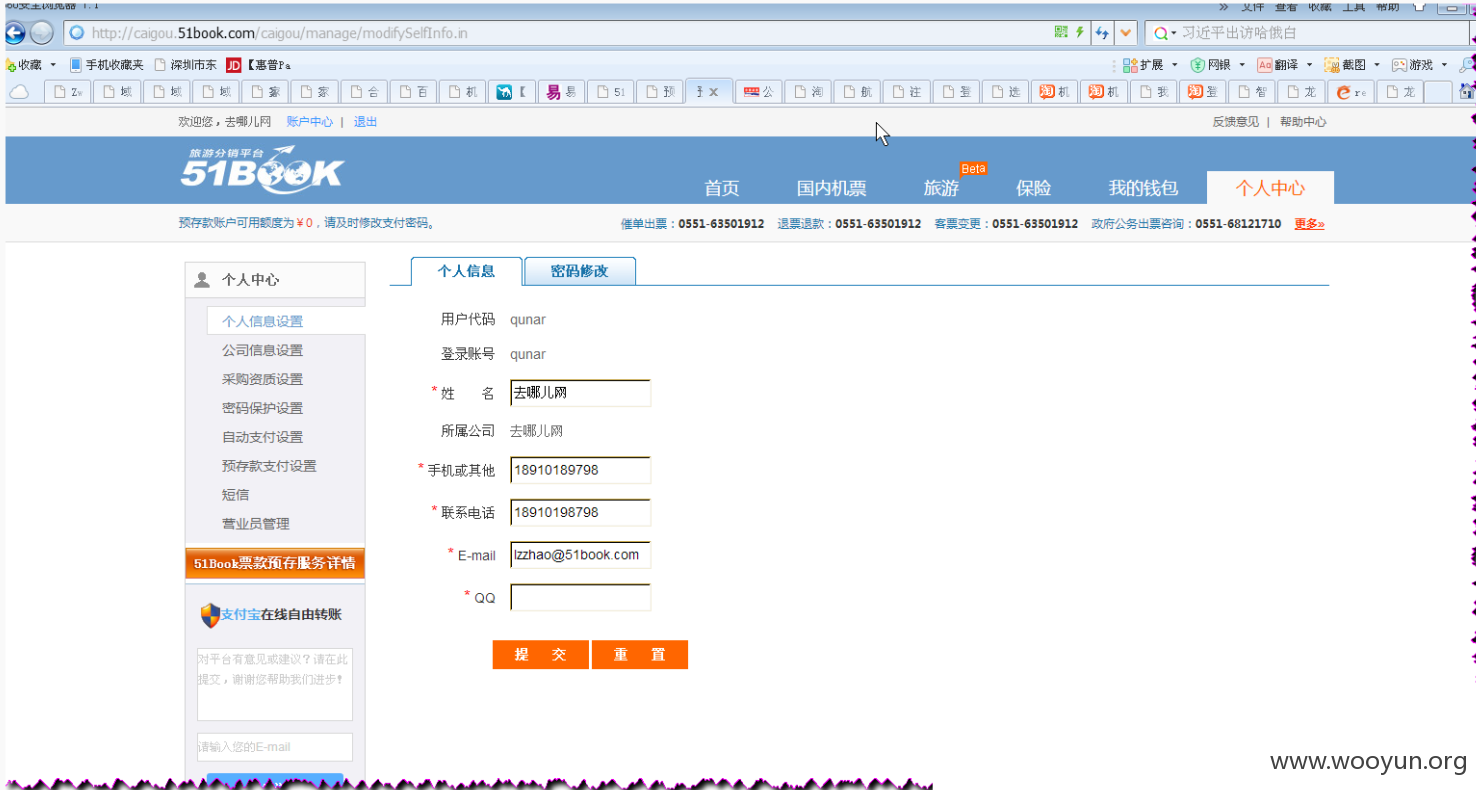 文件 查看 收藏 工具 帮助
http://caigou.51book.com/caigou/manage/modifySelfInfo.in
习近平出访哈俄白
收藏 手机收藏夹 深圳市东 JD 【惠普Pa
扩展 网银 翻译 截图 游戏
欢迎您，去哪儿网 账户中心 | 退出
反馈意见 | 帮助中心
旅游分销平台
51BOOK
首页 国内机票 旅游 Beta 保险 我的钱包 个人中心
预存款账户可用额度为￥0，请及时修改支付密码。
催单出票：0551-63501912 退票退款：0551-63501912 客票变更：0551-63501912 政府公务出票咨询：0551-68121710 更多»
个人中心
个人信息设置
公司信息设置
采购资质设置
密码保护设置
自动支付设置
预存款支付设置
短信
营业员管理
51Book票款预存服务详情
支付宝在线自由转账
对平台有意见或建议？请在此
提交，谢谢您帮助我们进步！
请输入您的E-mail
个人信息 密码修改
用户代码 qunar
登录账号 qunar
* 姓 名 去哪儿网
所属公司 去哪儿网
* 手机或其他 18910189798
* 联系电话 18910198798
* E-mail lzzhao@51book.com
* QQ
提 交 重 置
www.wooyun.org